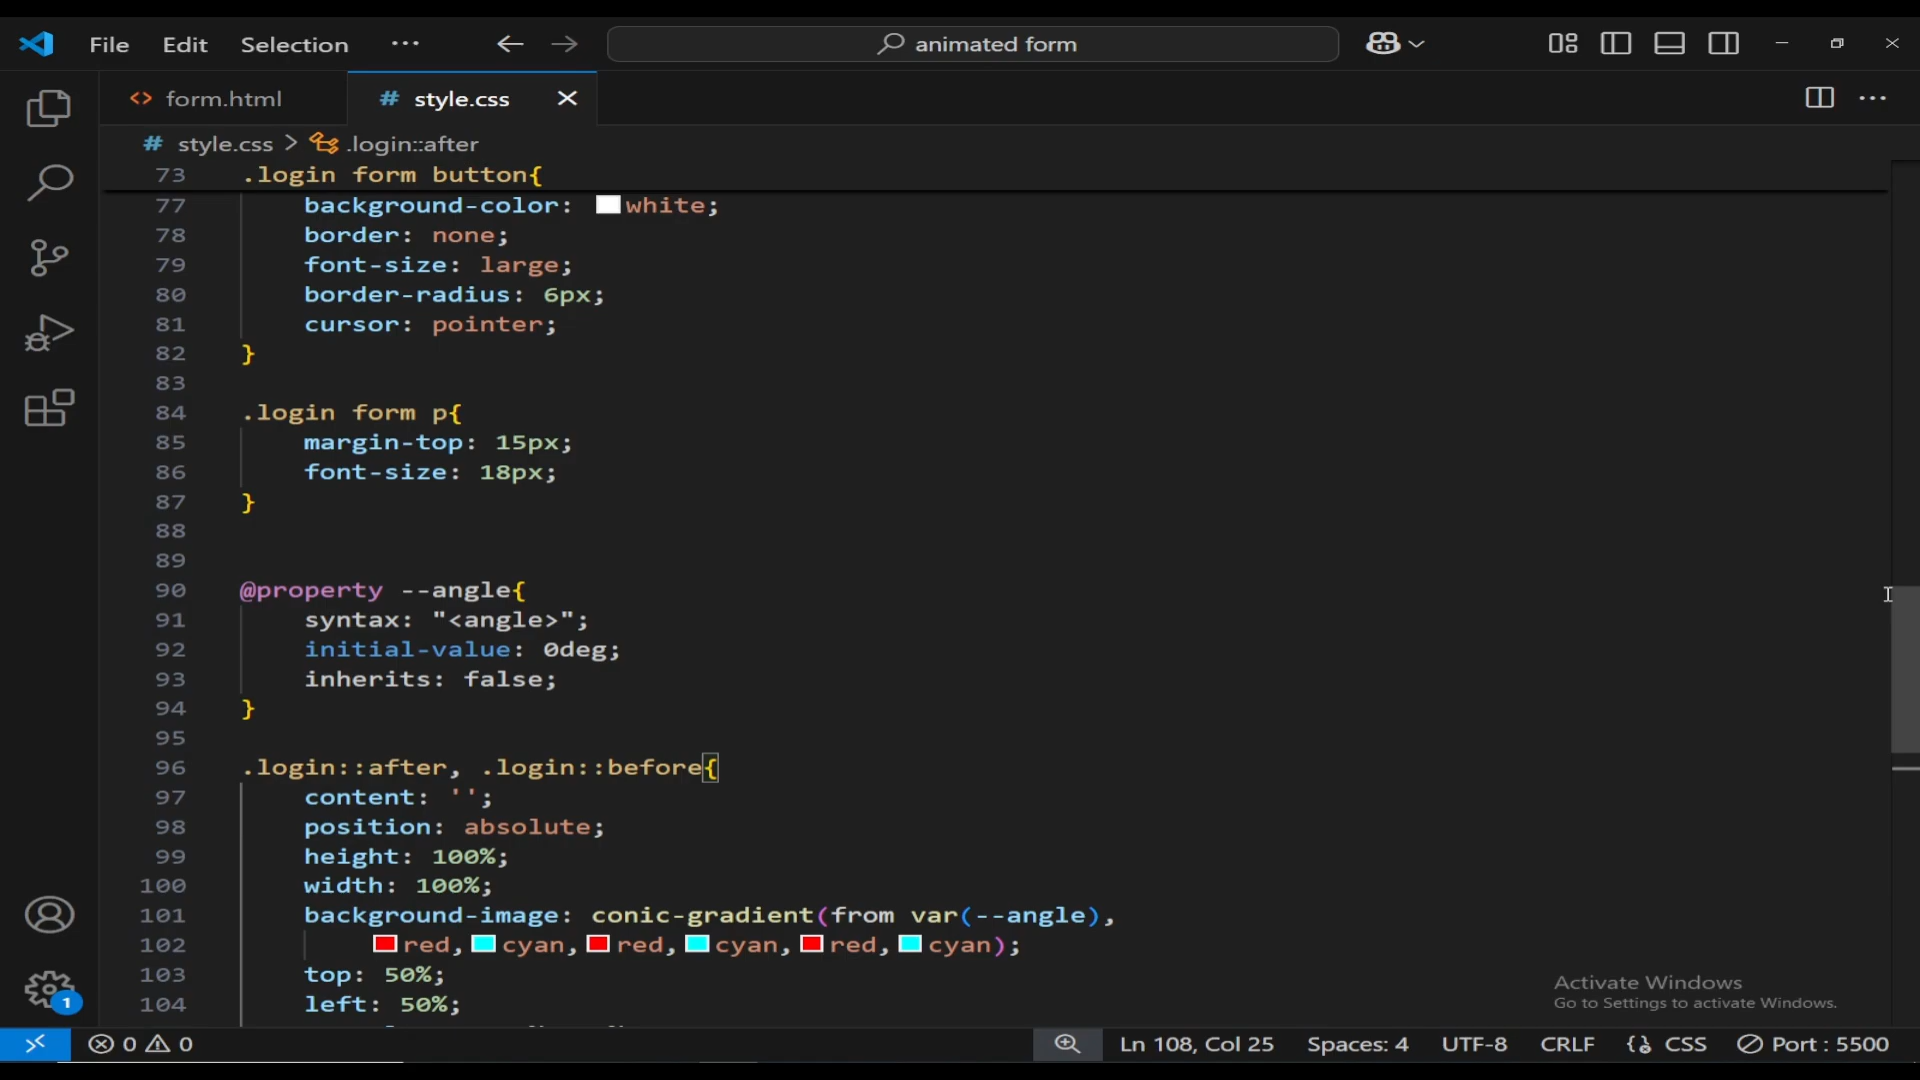 File Edit Selection ··· animated form
form.html # style.css
# style.css > .login::after
73 .login form button{
77 background-color: white;
78 border: none;
79 font-size: large;
80 border-radius: 6px;
81 cursor: pointer;
82 }
83
84 .login form p{
85 margin-top: 15px;
86 font-size: 18px;
87 }
88
89
90 @property --angle{
91 syntax: "<angle>";
92 initial-value: 0deg;
93 inherits: false;
94 }
95
96 .login::after, .login::before{
97 content: '';
98 position: absolute;
99 height: 100%;
100 width: 100%;
101 background-image: conic-gradient(from var(--angle),
102 red, cyan, red, cyan, red, cyan);
103 top: 50%;
104 left: 50%;
Activate Windows
Go to Settings to activate Windows.
1
0 0 Ln 108, Col 25 Spaces: 4 UTF-8 CRLF CSS Port : 5500